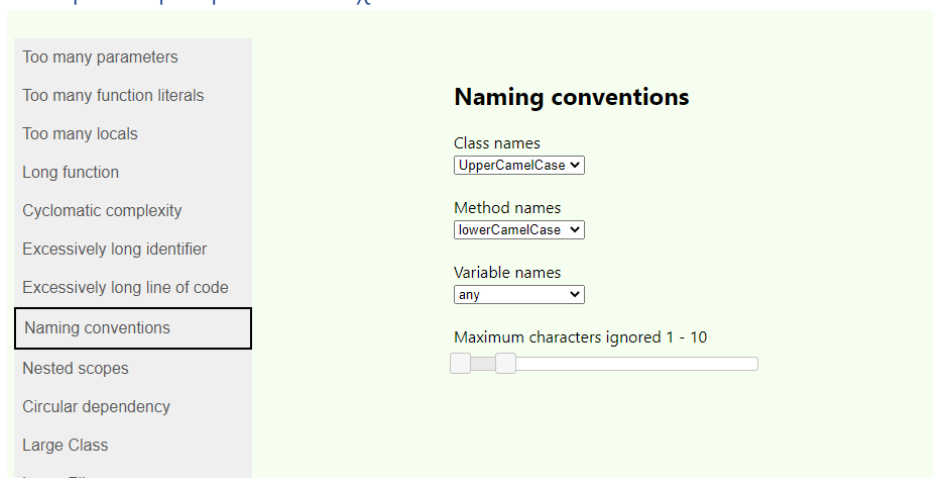 Too many parameters
Too many function literals
Too many locals
Long function
Cyclomatic complexity
Excessively long identifier
Excessively long line of code
Naming conventions
Nested scopes
Circular dependency
Large Class
Naming conventions
Class names
UpperCamelCase
Method names
lowerCamelCase
Variable names
any
Maximum characters ignored 1 - 10